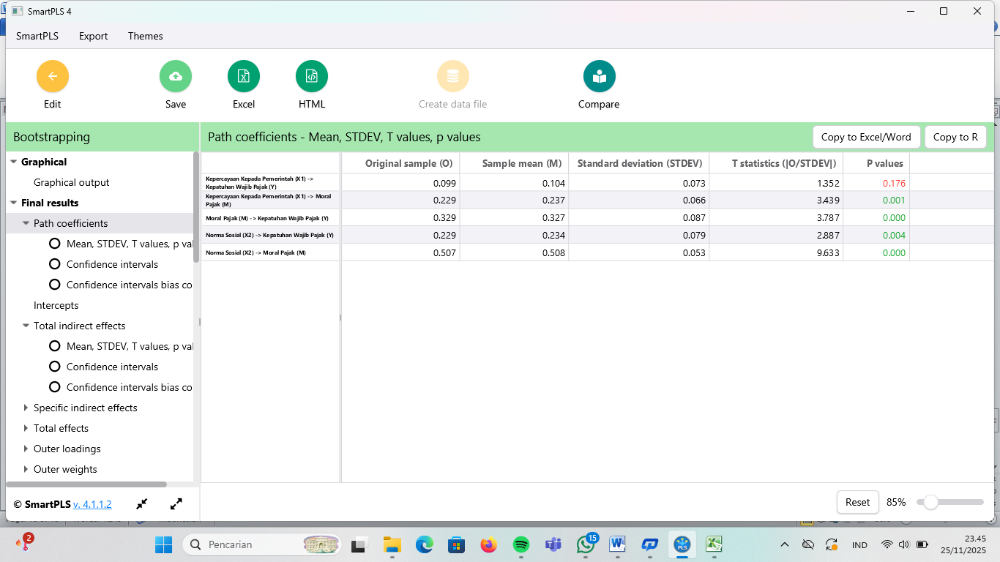 SmartPLS 4
SmartPLS Export Themes
Edit Save Excel HTML Create data file Compare
Bootstrapping
Graphical
Graphical output
Final results
Path coefficients
Mean, STDEV, T values, p val
Confidence intervals
Confidence intervals bias co
Intercepts
Total indirect effects
Mean, STDEV, T values, p val
Confidence intervals
Confidence intervals bias co
Specific indirect effects
Total effects
Outer loadings
Outer weights
© SmartPLS v. 4.1.1.2
Path coefficients - Mean, STDEV, T values, p values Copy to Excel/Word Copy to R
Original sample (O) Sample mean (M) Standard deviation (STDEV) T statistics (|O/STDEV|) P values
Kepercayaan Kepada Pemerintah (X1) ->
Kepatuhan Wajib Pajak (Y) 0.099 0.104 0.073 1.352 0.176
Kepercayaan Kepada Pemerintah (X1) -> Moral
Pajak (M) 0.229 0.237 0.066 3.439 0.001
Moral Pajak (M) -> Kepatuhan Wajib Pajak (Y) 0.329 0.327 0.087 3.787 0.000
Norma Sosial (X2) -> Kepatuhan Wajib Pajak (Y) 0.229 0.234 0.079 2.887 0.004
Norma Sosial (X2) -> Moral Pajak (M) 0.507 0.508 0.053 9.633 0.000
Reset 85%
2 Pencarian 15 PLS IND 23.45
25/11/2025